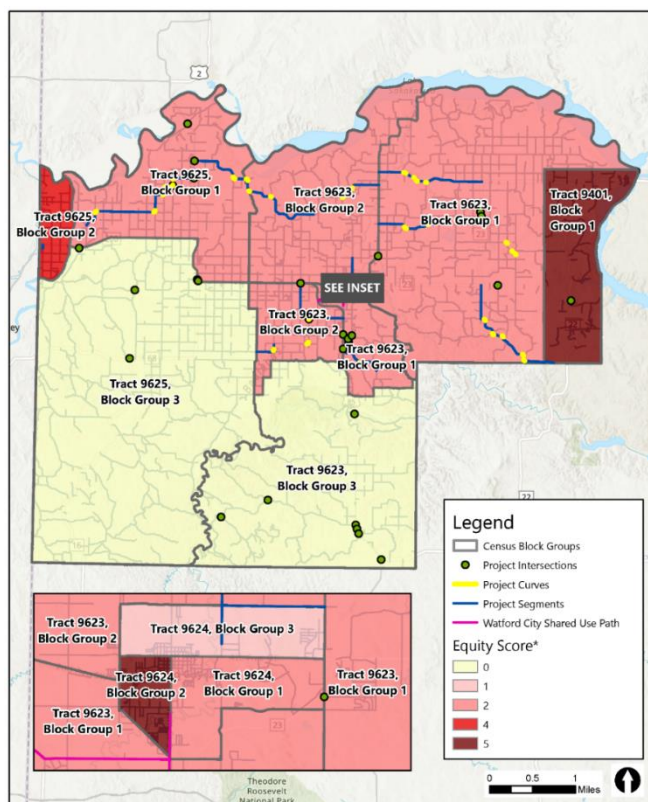 2
Tract 9625,
Block Group 1
Tract 9623,
Block Group 2
Tract 9623,
Block Group 1
Tract 9401,
Block
Group 1
Tract 9625,
Block Group 2
SEE INSET
Tract 9623,
Block Group 2
Tract 9623,
Block Group 1
Tract 9625,
Block Group 3
Tract 9623,
Block Group 3
22
Legend
Census Block Groups
Project Intersections
Project Curves
Project Segments
Watford City Shared Use Path
Equity Score*
0
1
2
4
5
0
0.5
1
Miles
Tract 9623,
Block Group 2
Tract 9624, Block Group 3
Tract 9624,
Block Group 2
Tract 9624,
Block Group 1
Tract 9623,
Block Group 1
Tract 9623,
Block Group 1
23
Theodore
Roosevelt
National Park